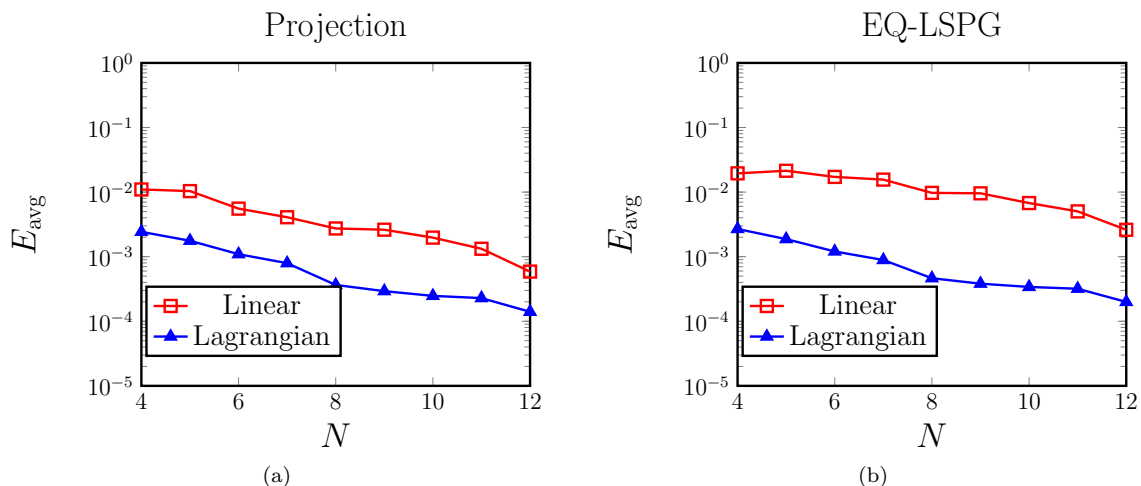 Projection
10^0
10^{-1}
10^{-2}
10^{-3}
10^{-4}
10^{-5}
E_avg
Linear
Lagrangian
4 6 8 10 12
N
(a)
EQ-LSPG
10^0
10^{-1}
10^{-2}
10^{-3}
10^{-4}
10^{-5}
E_avg
Linear
Lagrangian
4 6 8 10 12
N
(b)